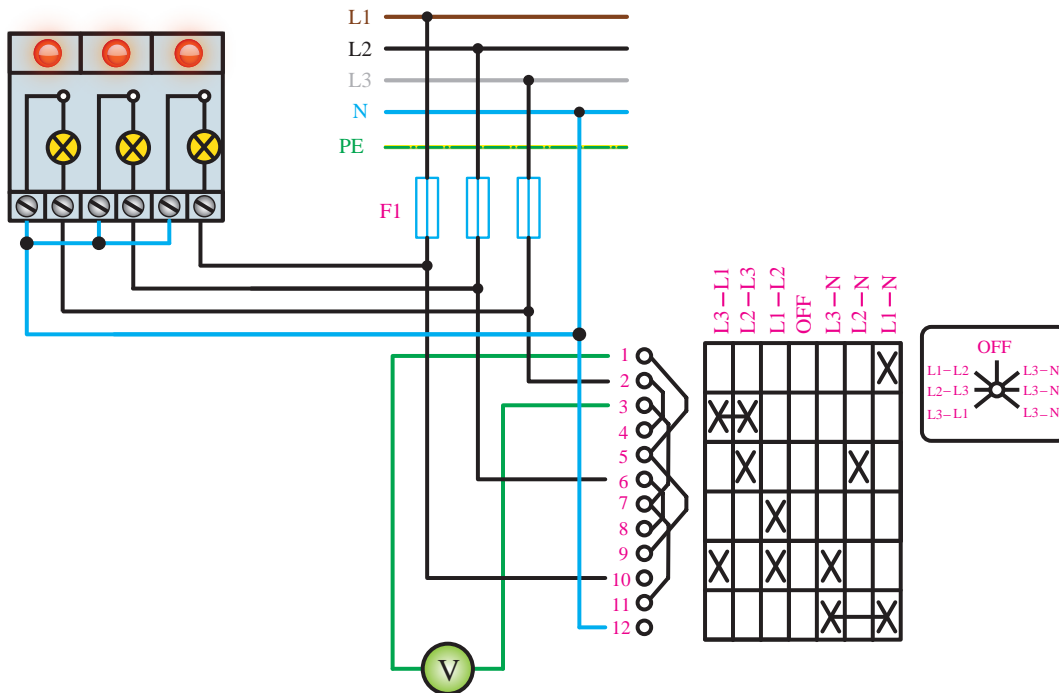 L1
L2
L3
N
PE
F1
L3–L1
L2–L3
L1–L2
OFF
L3–N
L2–N
L1–N
OFF
L1–L2
L3–N
L2–L3
L3–N
L3–L1
L3–N
1
2
3
4
5
6
7
8
9
10
11
12
V